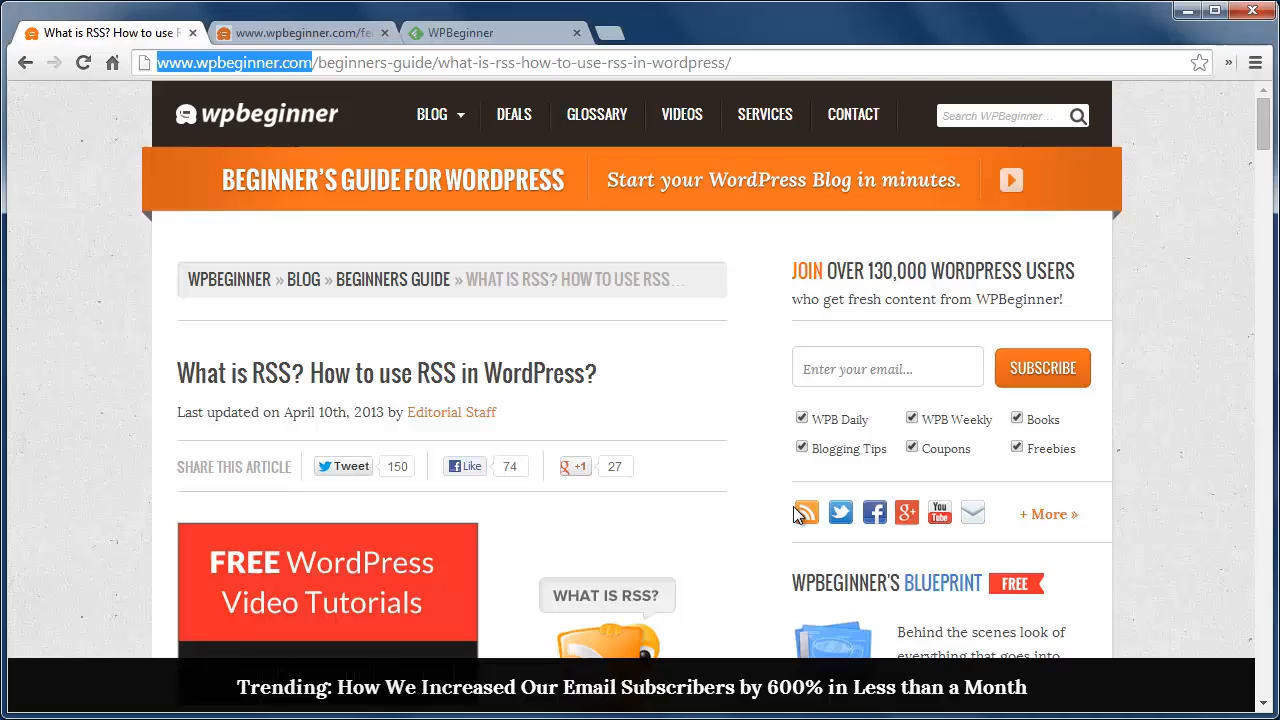 What is RSS? How to use R
www.wpbeginner.com/fe
WPBeginner
www.wpbeginner.com/beginners-guide/what-is-rss-how-to-use-rss-in-wordpress/
wpbeginner
BLOG
DEALS
GLOSSARY
VIDEOS
SERVICES
CONTACT
Search WPBeginner...
BEGINNER'S GUIDE FOR WORDPRESS
Start your WordPress Blog in minutes.
WPBEGINNER » BLOG » BEGINNERS GUIDE » WHAT IS RSS? HOW TO USE RSS...
What is RSS? How to use RSS in WordPress?
Last updated on April 10th, 2013 by Editorial Staff
SHARE THIS ARTICLE
Tweet 150
Like 74
+1 27
FREE WordPress
Video Tutorials
WHAT IS RSS?
JOIN OVER 130,000 WORDPRESS USERS
who get fresh content from WPBeginner!
Enter your email...
SUBSCRIBE
WPB Daily WPB Weekly Books
Blogging Tips Coupons Freebies
You
Tube
+ More »
WPBEGINNER'S BLUEPRINT FREE
Behind the scenes look of
everything that goes into
Trending: How We Increased Our Email Subscribers by 600% in Less than a Month